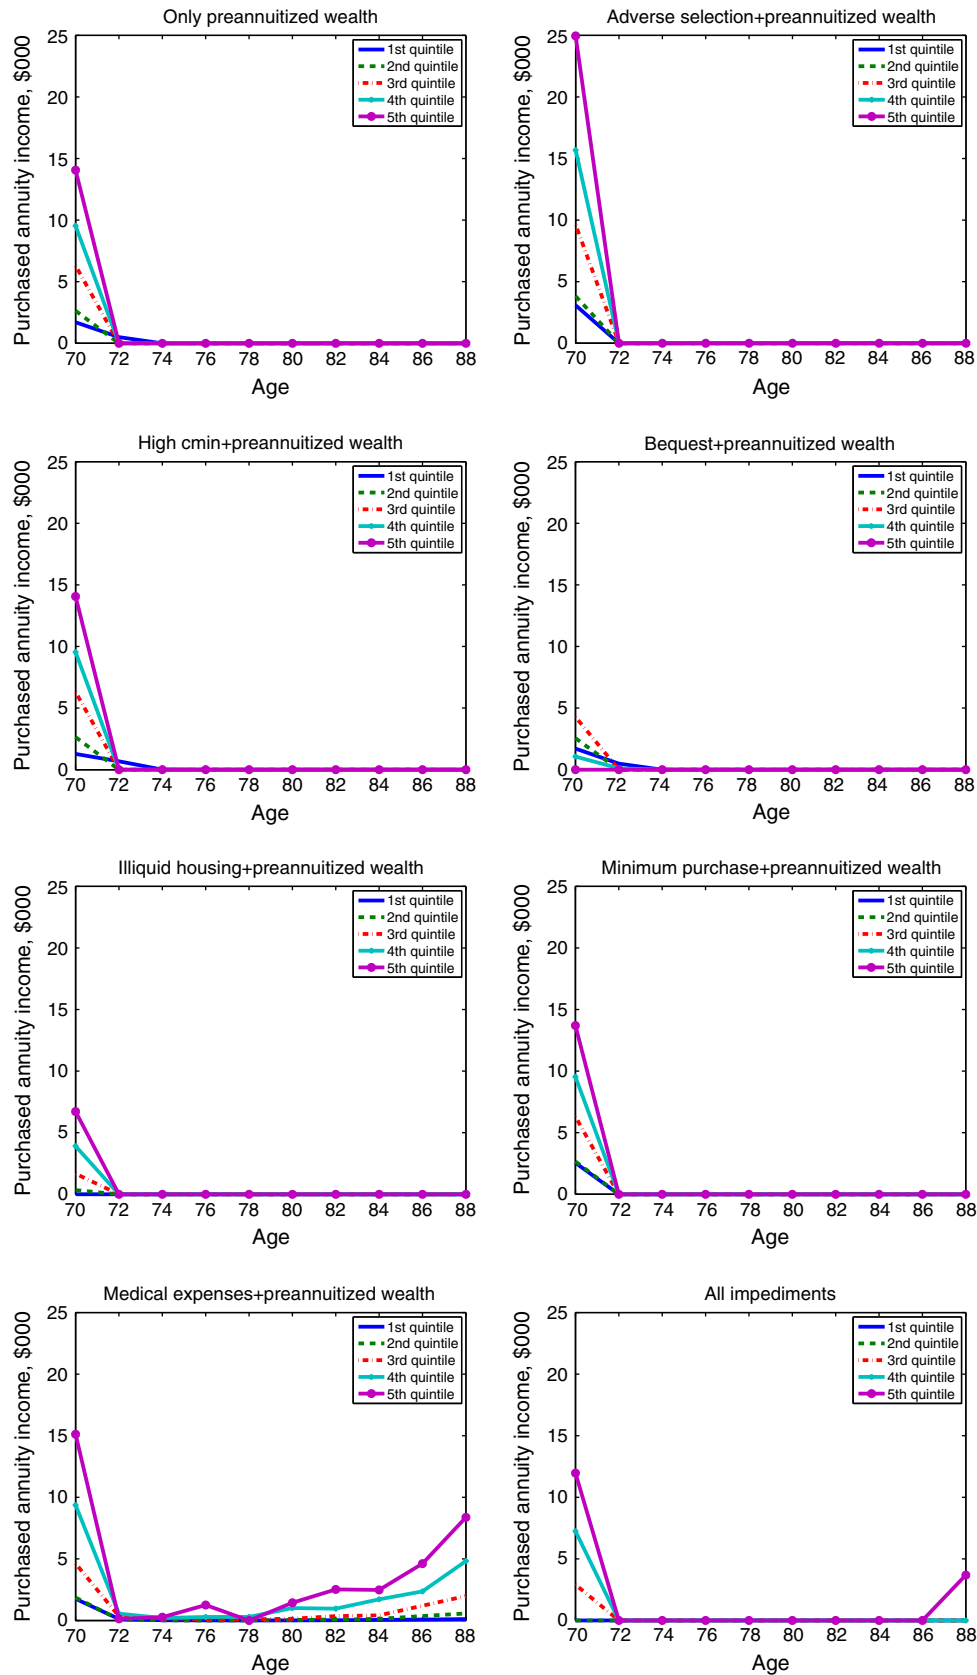 Only preannuitized wealth
Purchased annuity income, $000
25
20
15
10
5
0
70 72 74 76 78 80 82 84 86 88
Age
1st quintile
2nd quintile
3rd quintile
4th quintile
5th quintile
Adverse selection+preannuitized wealth
Purchased annuity income, $000
25
20
15
10
5
0
70 72 74 76 78 80 82 84 86 88
Age
1st quintile
2nd quintile
3rd quintile
4th quintile
5th quintile
High cmin+preannuitized wealth
Purchased annuity income, $000
25
20
15
10
5
0
70 72 74 76 78 80 82 84 86 88
Age
1st quintile
2nd quintile
3rd quintile
4th quintile
5th quintile
Bequest+preannuitized wealth
Purchased annuity income, $000
25
20
15
10
5
0
70 72 74 76 78 80 82 84 86 88
Age
1st quintile
2nd quintile
3rd quintile
4th quintile
5th quintile
Illiquid housing+preannuitized wealth
Purchased annuity income, $000
25
20
15
10
5
0
70 72 74 76 78 80 82 84 86 88
Age
1st quintile
2nd quintile
3rd quintile
4th quintile
5th quintile
Minimum purchase+preannuitized wealth
Purchased annuity income, $000
25
20
15
10
5
0
70 72 74 76 78 80 82 84 86 88
Age
1st quintile
2nd quintile
3rd quintile
4th quintile
5th quintile
Medical expenses+preannuitized wealth
Purchased annuity income, $000
25
20
15
10
5
0
70 72 74 76 78 80 82 84 86 88
Age
1st quintile
2nd quintile
3rd quintile
4th quintile
5th quintile
All impediments
Purchased annuity income, $000
25
20
15
10
5
0
70 72 74 76 78 80 82 84 86 88
Age
1st quintile
2nd quintile
3rd quintile
4th quintile
5th quintile